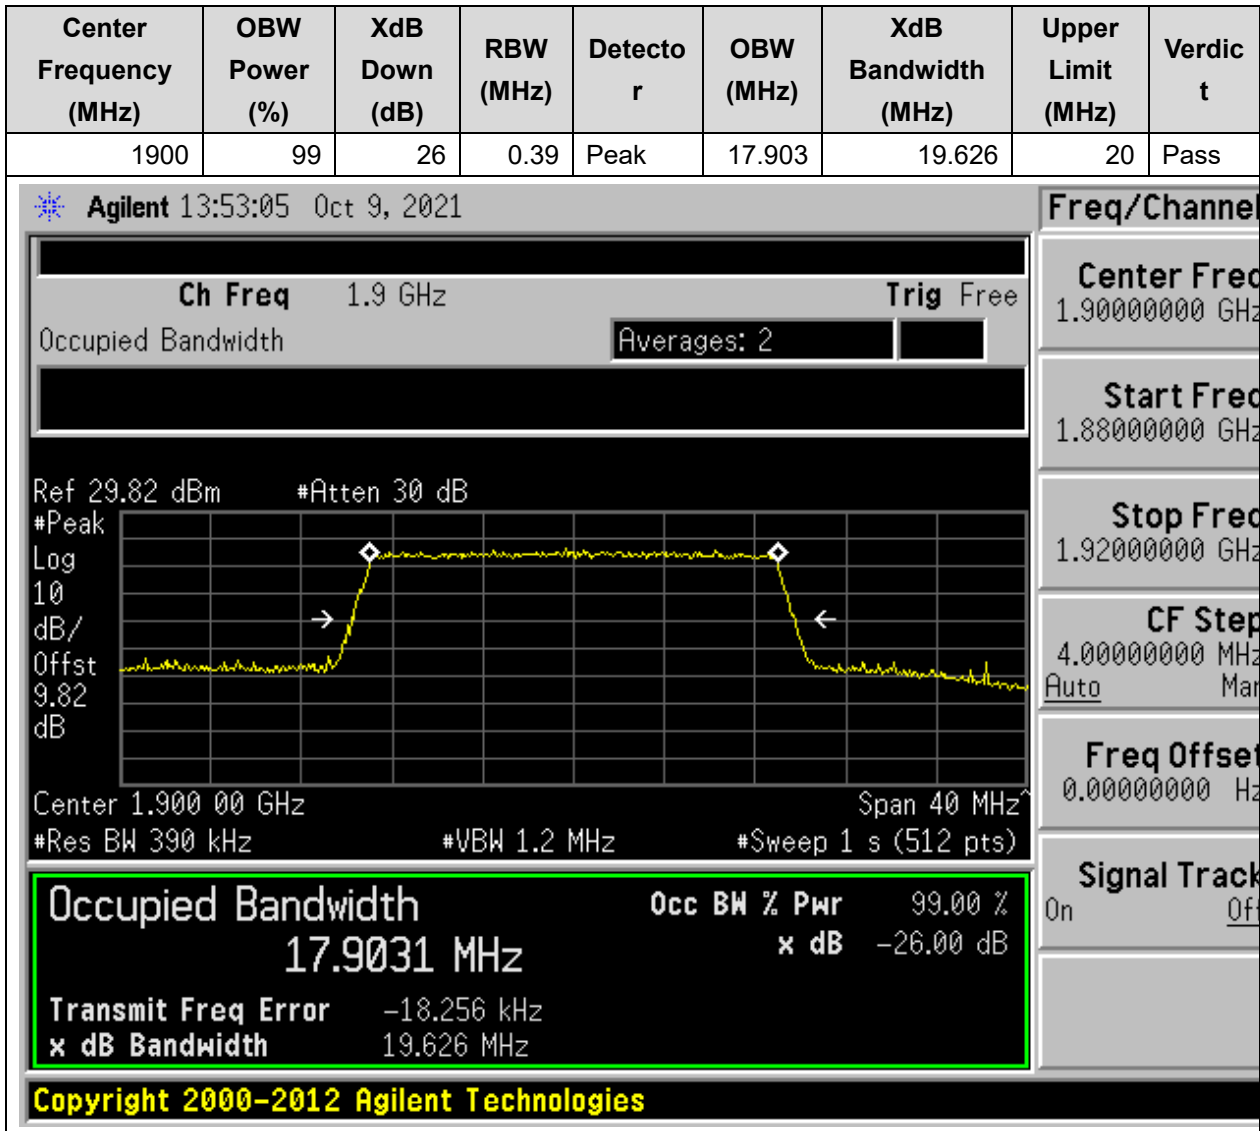 Center Frequency (MHz) OBW Power (%) XdB Down (dB) RBW (MHz) Detector OBW (MHz) XdB Bandwidth (MHz) Upper Limit (MHz) Verdict
1900 99 26 0.39 Peak 17.903 19.626 20 Pass
Agilent 13:53:05 Oct 9, 2021
Freq/Channel
Ch Freq 1.9 GHz Trig Free
Occupied Bandwidth Averages: 2
Center Freq
1.90000000 GHz
Start Freq
1.88000000 GHz
Stop Freq
1.92000000 GHz
CF Step
4.00000000 MHz
Auto Man
Freq Offset
0.00000000 Hz
Signal Track
On Off
Ref 29.82 dBm #Atten 30 dB
#Peak
Log
10
dB/
Offst
9.82
dB
Center 1.900 00 GHz Span 40 MHz^
#Res BW 390 kHz #VBW 1.2 MHz #Sweep 1 s (512 pts)
Occupied Bandwidth Occ BW % Pwr 99.00 %
17.9031 MHz x dB -26.00 dB
Transmit Freq Error -18.256 kHz
x dB Bandwidth 19.626 MHz
Copyright 2000-2012 Agilent Technologies